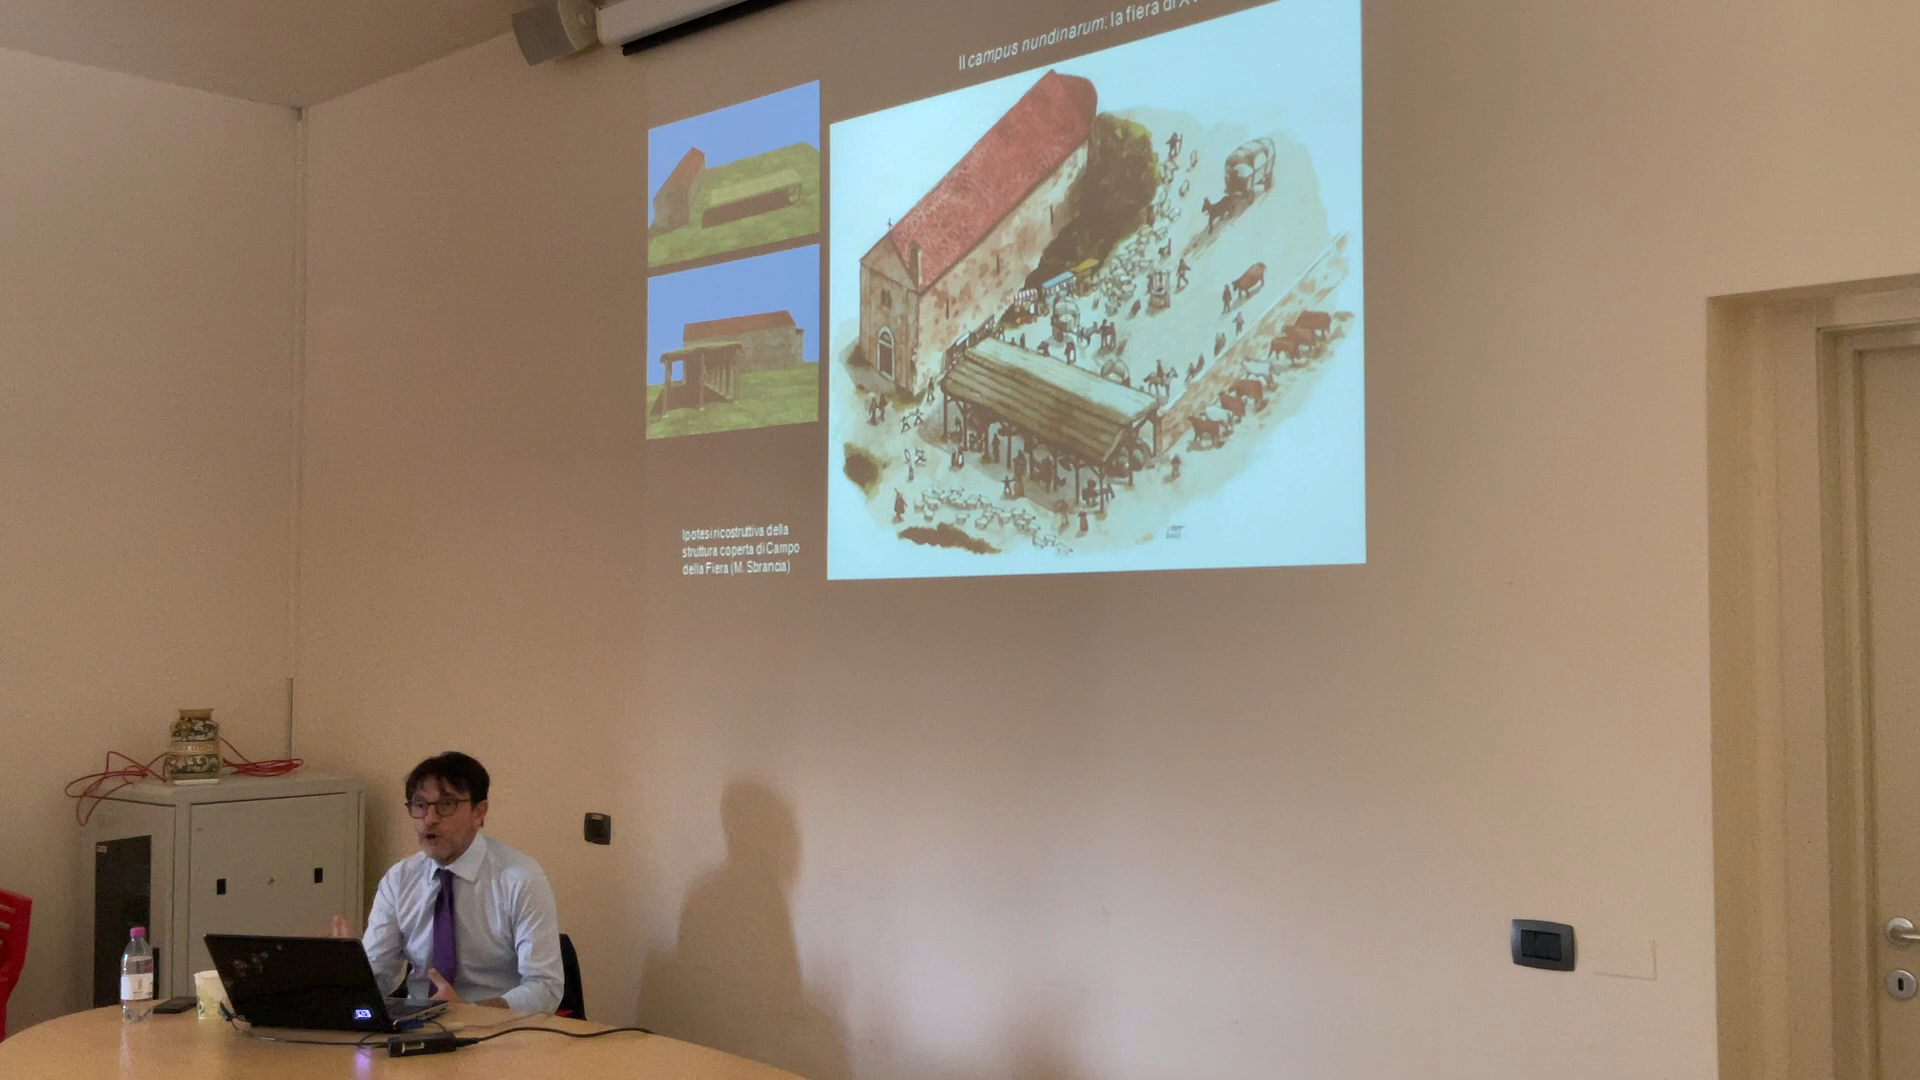 Il campus nundinarum: la fiera di
Ipotesi ricostruttiva della
struttura coperta di Campo
della Fiera (M. Sbrancia)